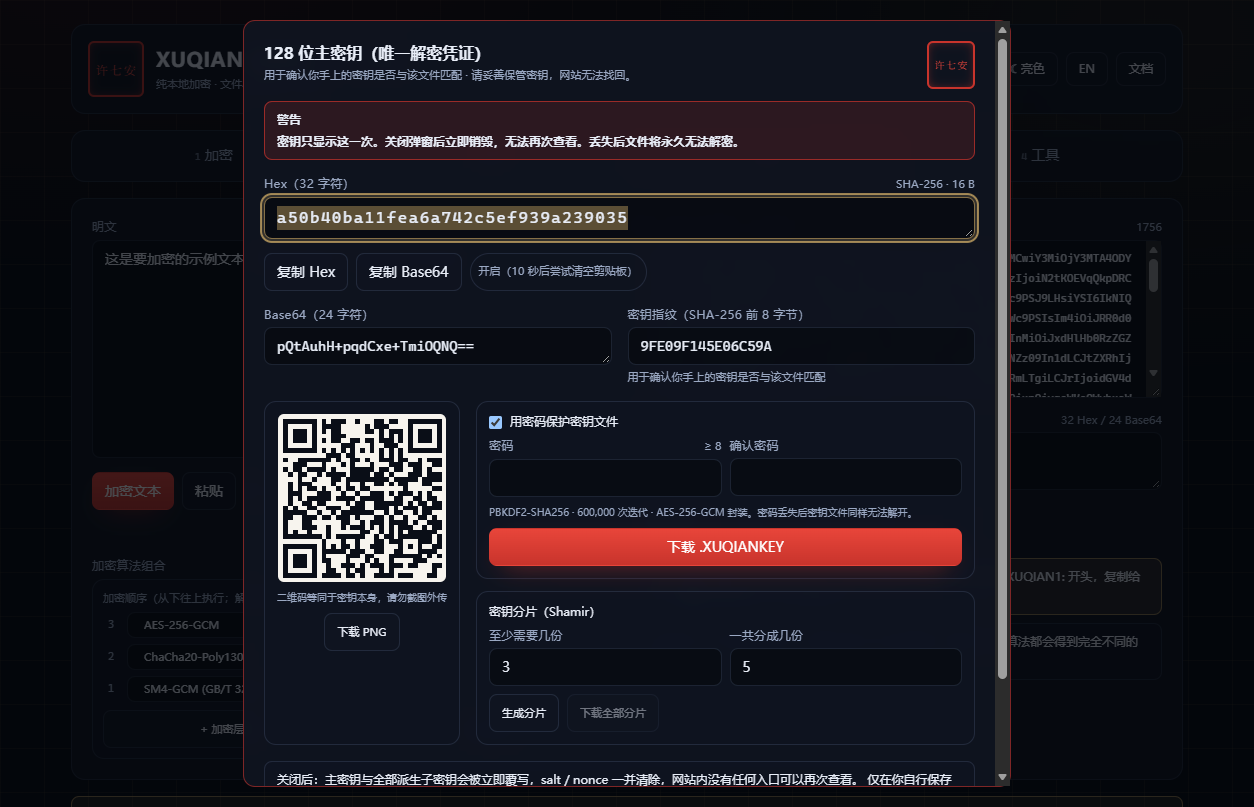 许七安
XUQIAN
纯本地加密 · 文件
亮色
EN
文档
1 加密
工具
明文
这是要加密的示例文本
加密文本
粘贴
加密算法组合
加密顺序（从下往上执行；解
3 AES-256-GCM
2 ChaCha20-Poly130
1 SM4-GCM (GB/T 32
+ 加密层
128 位主密钥（唯一解密凭证）
用于确认你手上的密钥是否与该文件匹配 · 请妥善保管密钥，网站无法找回。
许七安
警告
密钥只显示这一次。关闭弹窗后立即销毁，无法再次查看。丢失后文件将永久无法解密。
Hex（32 字符）
SHA-256 · 16 B
a50b40ba11fea6a742c5ef939a239035
复制 Hex
复制 Base64
开启（10 秒后尝试清空剪贴板）
Base64（24 字符）
密钥指纹（SHA-256 前 8 字节）
pQtAuhH+pqdCxe+TmiOQNQ==
9FE09F145E06C59A
用于确认你手上的密钥是否与该文件匹配
二维码等同于密钥本身，请勿截图外传
下载 PNG
用密码保护密钥文件
密码
≥ 8
确认密码
PBKDF2-SHA256 · 600,000 次迭代 · AES-256-GCM 封装。密码丢失后密钥文件同样无法解开。
下载 .XUQIANKEY
密钥分片（Shamir）
至少需要几份
一共分成几份
3
5
生成分片
下载全部分片
关闭后：主密钥与全部派生子密钥会被立即覆写，salt / nonce 一并清除，网站内没有任何入口可以再次查看。 仅在你自行保存
1756
32 Hex / 24 Base64
XUQIAN1: 开头，复制给
算法都会得到完全不同的